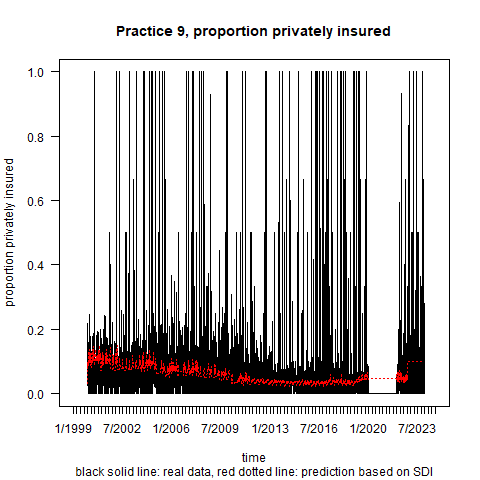 Practice 9, proportion privately insured
proportion privately insured
1.0
0.8
0.6
0.4
0.2
0.0
1/1999 7/2002 1/2006 7/2009 1/2013 7/2016 1/2020 7/2023
time
black solid line: real data, red dotted line: prediction based on SDI